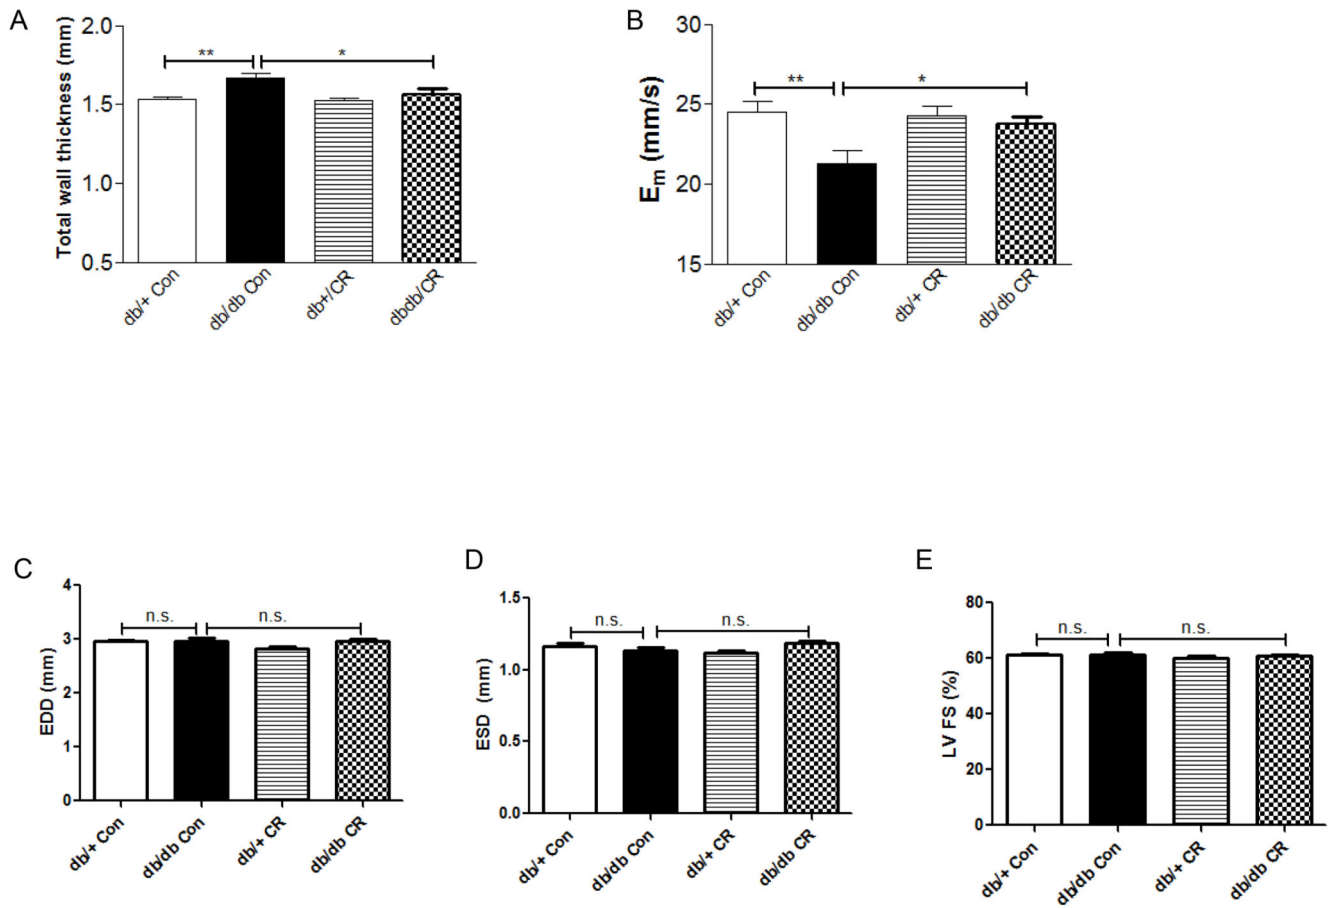 A
Total wall thickness (mm)
2.0
1.5
1.0
0.5
**
*
db/+ Con
db/db Con
db+/CR
dbdb/CR
B
Em (mm/s)
30
25
20
15
**
*
db/+ Con
db/db Con
db/+ CR
db/db CR
C
EDD (mm)
4
3
2
1
0
n.s.
n.s.
db/+ Con
db/db Con
db/+ CR
db/db CR
D
ESD (mm)
1.5
1.0
0.5
0.0
n.s.
n.s.
db/+ Con
db/db Con
db/+ CR
db/db CR
E
LV FS (%)
80
60
40
20
0
n.s.
n.s.
db/+ Con
db/db Con
db/+ CR
db/db CR